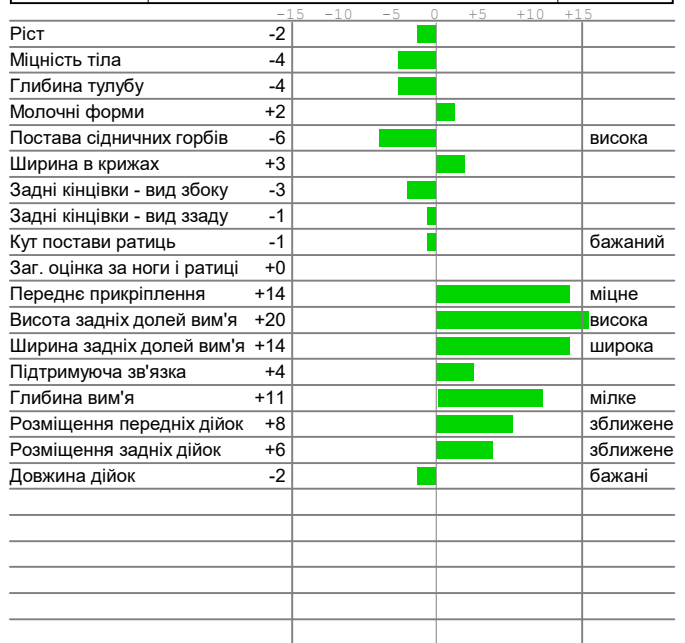 -15 -10 -5 0 +5 +10 +15
Ріст -2
Міцність тіла -4
Глибина тулубу -4
Молочні форми +2
Постава сідничних горбів -6 висока
Ширина в крижах +3
Задні кінцівки - вид збоку -3
Задні кінцівки - вид ззаду -1
Кут постави ратиць -1 бажаний
Заг. оцінка за ноги і ратиці +0
Переднє прикріплення +14 міцне
Висота задніх долей вим'я +20 висока
Ширина задніх долей вим'я +14 широка
Підтримуюча зв'язка +4
Глибина вим'я +11 мілке
Розміщення передніх дійок +8 зближене
Розміщення задніх дійок +6 зближене
Довжина дійок -2 бажані